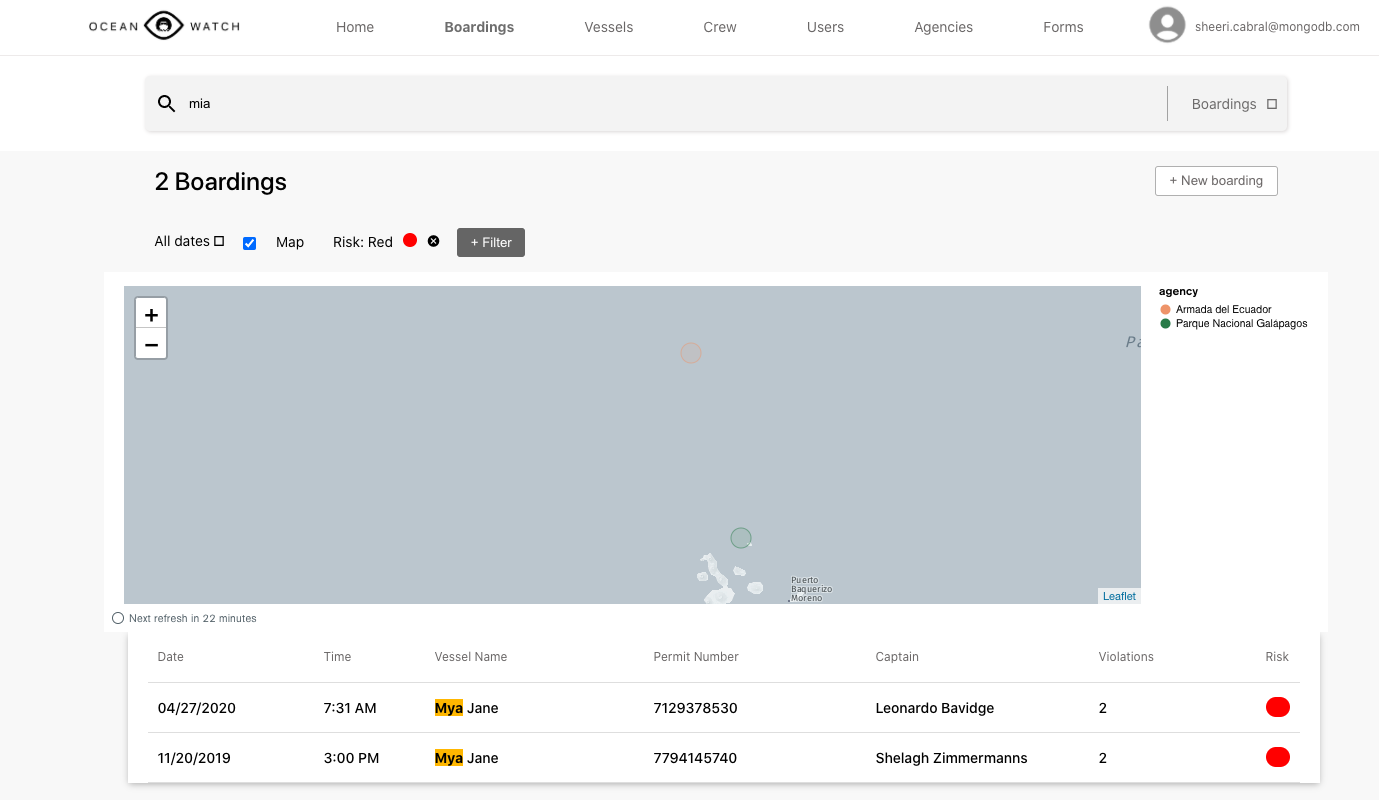 OCEAN WATCH
Home Boardings Vessels Crew Users Agencies Forms sheeri.cabral@mongodb.com
mia Boardings
2 Boardings + New boarding
All dates Map Risk: Red + Filter
+
−
agency
Armada del Ecuador
Parque Nacional Galápagos
Pa
Puerto
Baquerizo
Moreno
Leaflet
Next refresh in 22 minutes
Date Time Vessel Name Permit Number Captain Violations Risk
04/27/2020 7:31 AM Mya Jane 7129378530 Leonardo Bavidge 2
11/20/2019 3:00 PM Mya Jane 7794145740 Shelagh Zimmermanns 2